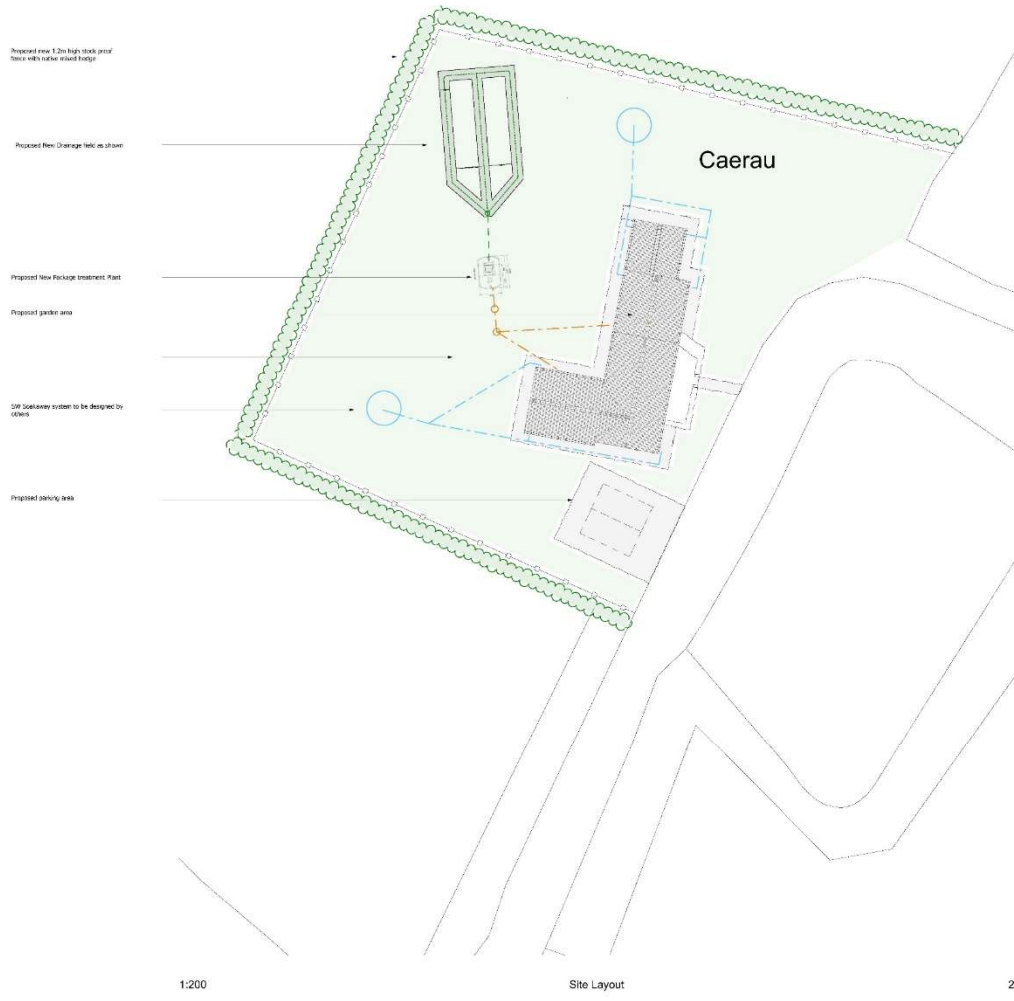 Proposed new 1.2m high stock proof
fence with native mixed hedge
Proposed New Drainage field as shown
Caerau
Proposed New Package treatment Plant
Proposed garden area
SW Soakaway system to be designed by
others
Proposed parking area
1:200
Site Layout
2